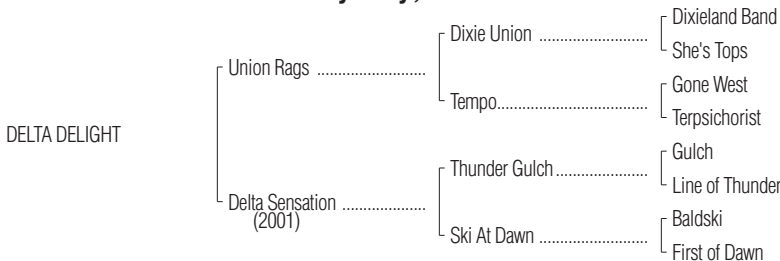 Dixieland Band
Dixie Union ..........................
She's Tops
Union Rags ..........................
Gone West
Tempo....................................
Terpsichorist
DELTA DELIGHT
Gulch
Thunder Gulch ......................
Line of Thunder
Delta Sensation ....................
(2001)
Baldski
Ski At Dawn ..........................
First of Dawn